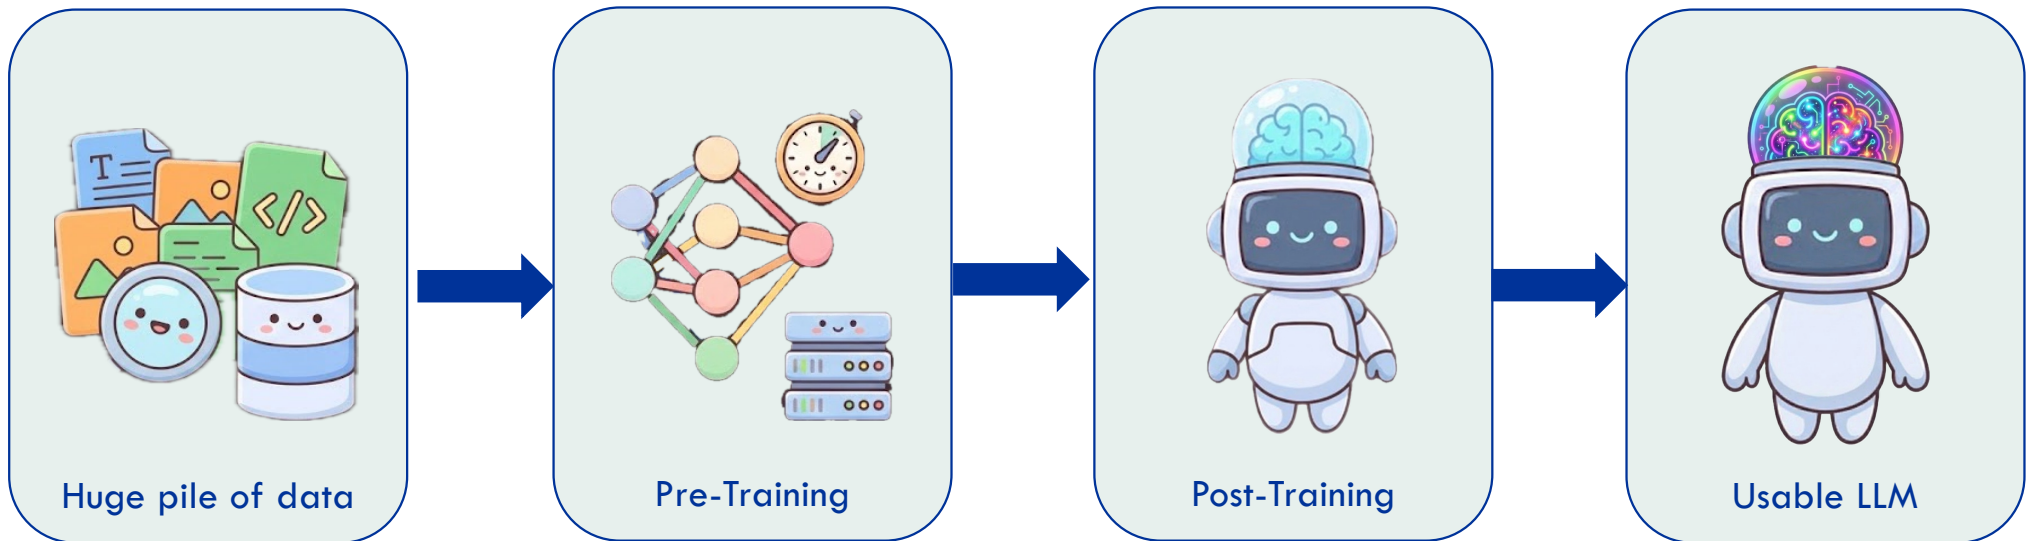 T
</>
Huge pile of data
Pre-Training
Post-Training
Usable LLM